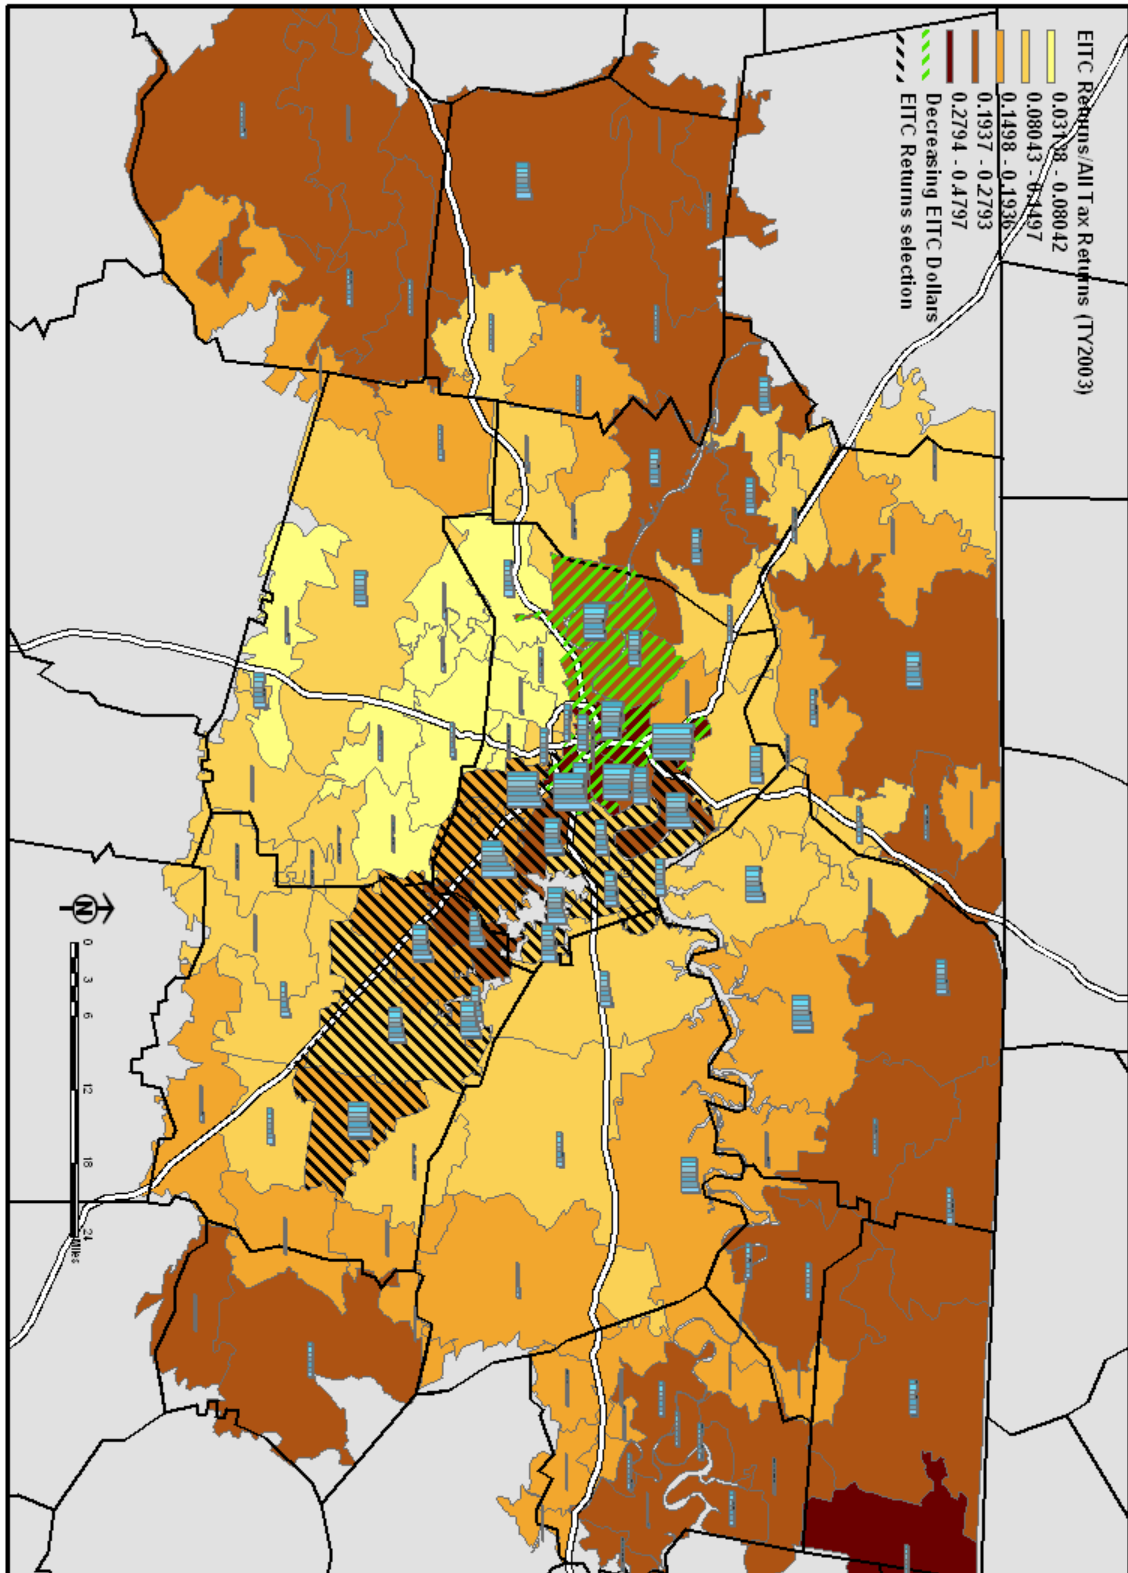 EITC Returns/All Tax Returns (TY2003)
0.03138 - 0.08042
0.08043 - 0.1497
0.1498 - 0.1936
0.1937 - 0.2793
0.2794 - 0.4797
Decreasing EITC Dollars
EITC Returns selection
N
0 3 6 12 18 24
Miles